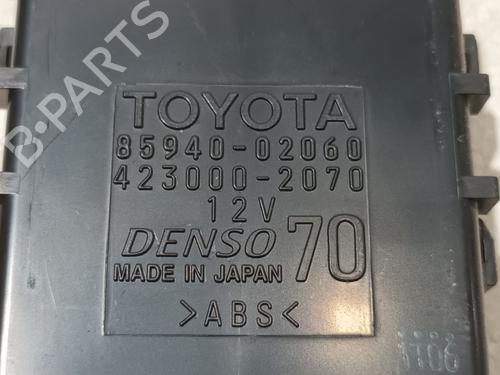 B·PARTS
TOYOTA
85940-02060
423000-2070
12V
DENSO 70
MADE IN JAPAN
>ABS<